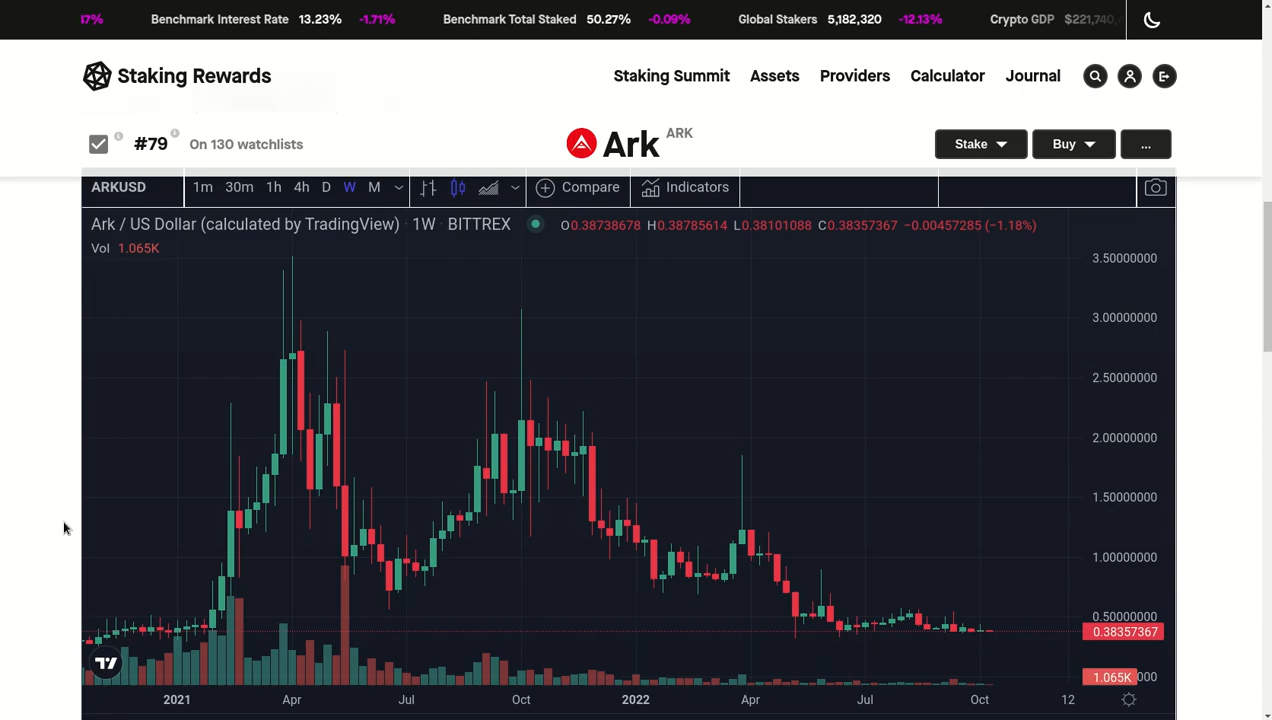 17% Benchmark Interest Rate 13.23% -1.71% Benchmark Total Staked 50.27% -0.09% Global Stakers 5,182,320 -12.13% Crypto GDP $221,740,
Staking Rewards Staking Summit Assets Providers Calculator Journal
#79 On 130 watchlists Ark ARK Stake Buy ...
ARKUSD 1m 30m 1h 4h D W M Compare Indicators
Ark / US Dollar (calculated by TradingView) 1W BITTREX O0.38738678 H0.38785614 L0.38101088 C0.38357367 −0.00457285 (−1.18%)
Vol 1.065K
3.50000000
3.00000000
2.50000000
2.00000000
1.50000000
1.00000000
0.50000000
0.38357367
1.065K
2021 Apr Jul Oct 2022 Apr Jul Oct 12